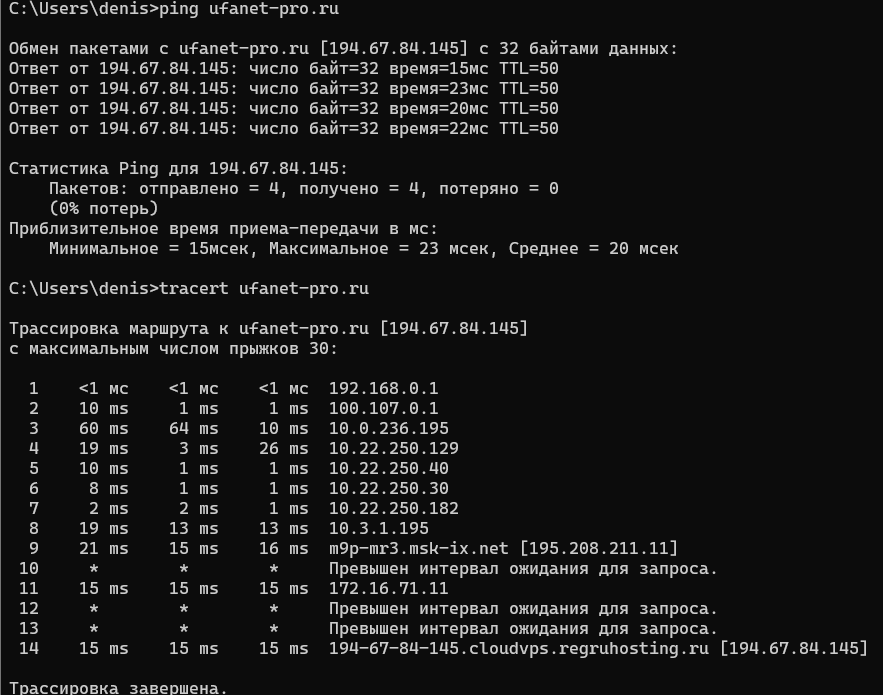 C:\Users\denis>ping ufanet-pro.ru
Обмен пакетами с ufanet-pro.ru [194.67.84.145] с 32 байтами данных:
Ответ от 194.67.84.145: число байт=32 время=15мс TTL=50
Ответ от 194.67.84.145: число байт=32 время=23мс TTL=50
Ответ от 194.67.84.145: число байт=32 время=20мс TTL=50
Ответ от 194.67.84.145: число байт=32 время=22мс TTL=50
Статистика Ping для 194.67.84.145:
    Пакетов: отправлено = 4, получено = 4, потеряно = 0
    (0% потерь)
Приблизительное время приема-передачи в мс:
    Минимальное = 15мсек, Максимальное = 23 мсек, Среднее = 20 мсек
C:\Users\denis>tracert ufanet-pro.ru
Трассировка маршрута к ufanet-pro.ru [194.67.84.145]
с максимальным числом прыжков 30:
  1    <1 мс    <1 мс    <1 мс  192.168.0.1
  2    10 ms     1 ms     1 ms  100.107.0.1
  3    60 ms    64 ms    10 ms  10.0.236.195
  4    19 ms     3 ms    26 ms  10.22.250.129
  5    10 ms     1 ms     1 ms  10.22.250.40
  6     8 ms     1 ms     1 ms  10.22.250.30
  7     2 ms     2 ms     1 ms  10.22.250.182
  8    19 ms    13 ms    13 ms  10.3.1.195
  9    21 ms    15 ms    16 ms  m9p-mr3.msk-ix.net [195.208.211.11]
 10     *        *        *     Превышен интервал ожидания для запроса.
 11    15 ms    15 ms    15 ms  172.16.71.11
 12     *        *        *     Превышен интервал ожидания для запроса.
 13     *        *        *     Превышен интервал ожидания для запроса.
 14    15 ms    15 ms    15 ms  194-67-84-145.cloudvps.regruhosting.ru [194.67.84.145]
Трассировка завершена.